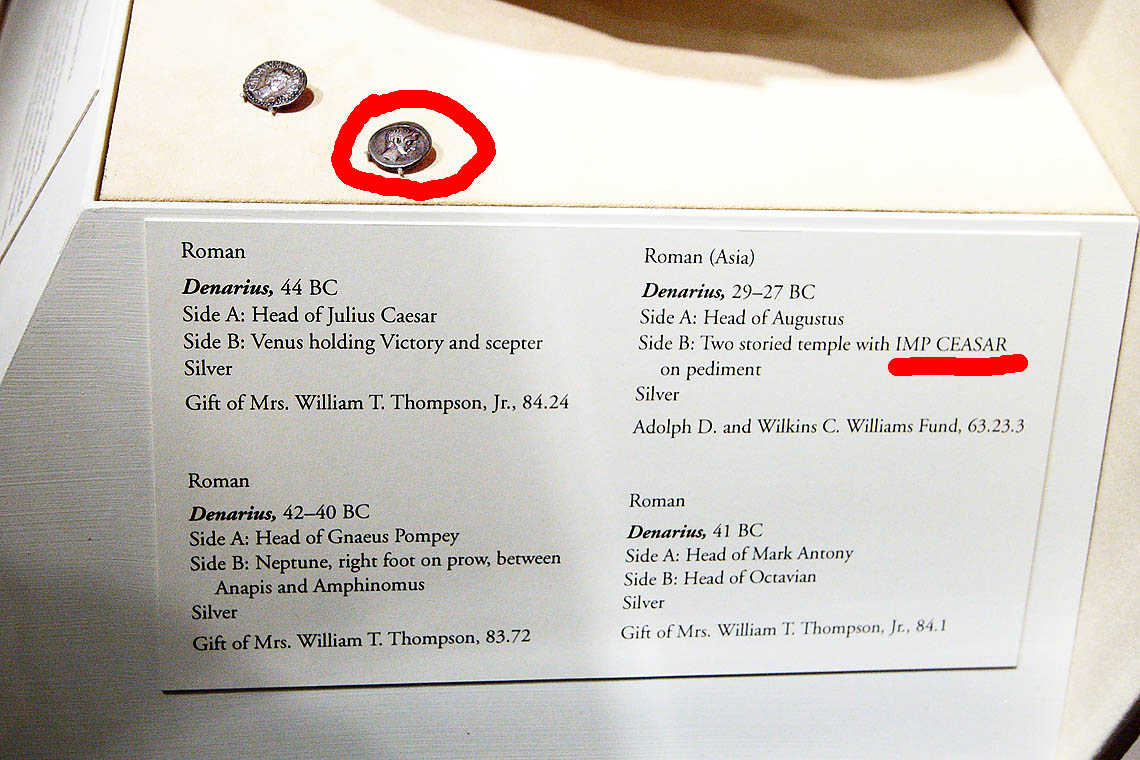 Roman
Denarius, 44 BC
Side A: Head of Julius Caesar
Side B: Venus holding Victory and scepter
Silver
Gift of Mrs. William T. Thompson, Jr., 84.24
Roman (Asia)
Denarius, 29–27 BC
Side A: Head of Augustus
Side B: Two storied temple with IMP CEASAR
on pediment
Silver
Adolph D. and Wilkins C. Williams Fund, 63.23.3
Roman
Denarius, 42–40 BC
Side A: Head of Gnaeus Pompey
Side B: Neptune, right foot on prow, between
Anapis and Amphinomus
Silver
Gift of Mrs. William T. Thompson, 83.72
Roman
Denarius, 41 BC
Side A: Head of Mark Antony
Side B: Head of Octavian
Silver
Gift of Mrs. William T. Thompson, Jr., 84.1